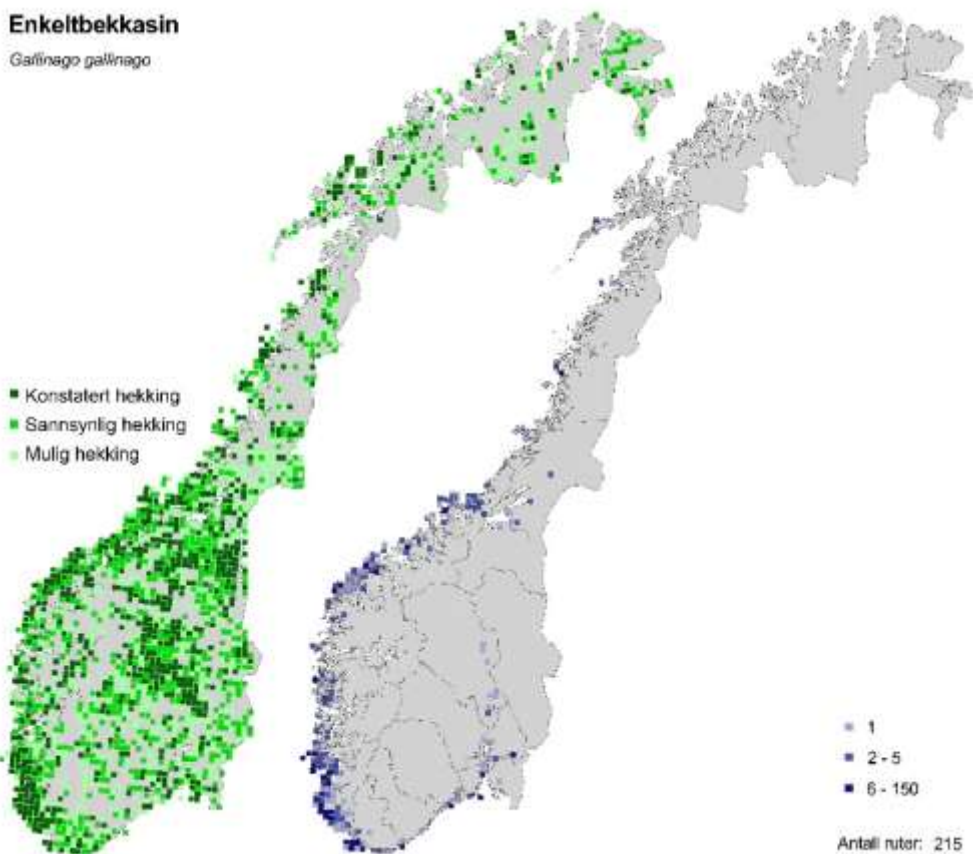 Enkeltbekkasin
Gallinago gallinago
Konstatert hekking
Sannsynlig hekking
Mulig hekking
1
2 - 5
6 - 150
Antall ruter: 215